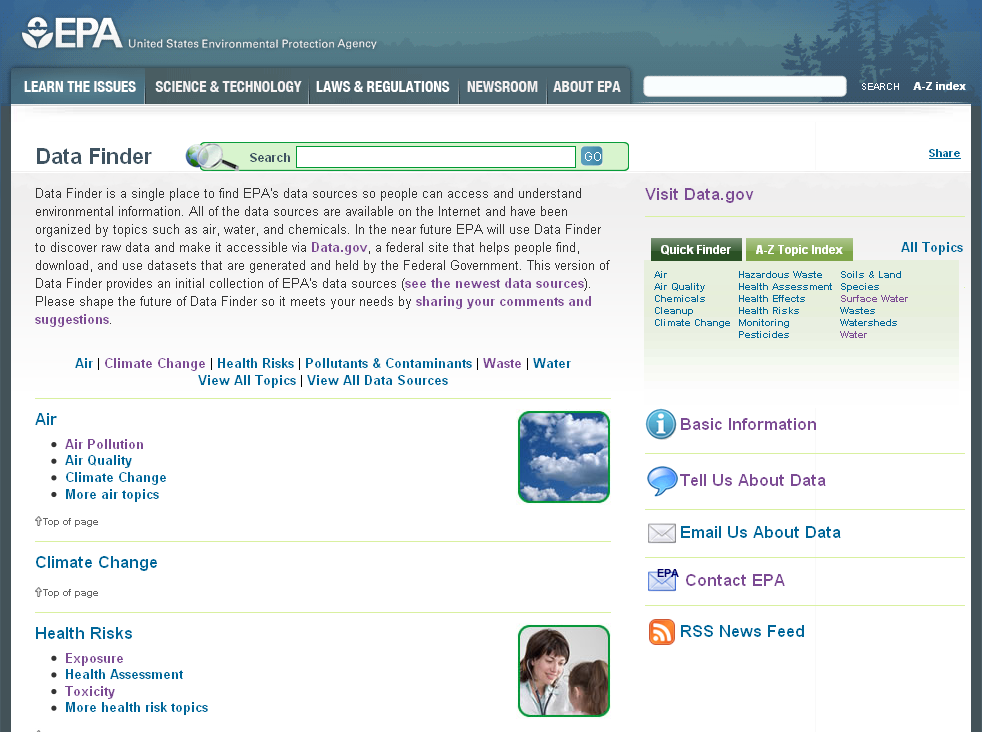 EPA United States Environmental Protection Agency
LEARN THE ISSUES SCIENCE & TECHNOLOGY LAWS & REGULATIONS NEWSROOM ABOUT EPA SEARCH A-Z index
Data Finder Search GO Share
Data Finder is a single place to find EPA's data sources so people can access and understand
environmental information. All of the data sources are available on the Internet and have been
organized by topics such as air, water, and chemicals. In the near future EPA will use Data Finder
to discover raw data and make it accessible via Data.gov, a federal site that helps people find,
download, and use datasets that are generated and held by the Federal Government. This version of
Data Finder provides an initial collection of EPA's data sources (see the newest data sources).
Please shape the future of Data Finder so it meets your needs by sharing your comments and
suggestions.
Air | Climate Change | Health Risks | Pollutants & Contaminants | Waste | Water
View All Topics | View All Data Sources
Air
• Air Pollution
• Air Quality
• Climate Change
• More air topics
⇧Top of page
Climate Change
⇧Top of page
Health Risks
• Exposure
• Health Assessment
• Toxicity
• More health risk topics
Visit Data.gov
Quick Finder A-Z Topic Index All Topics
Air Hazardous Waste Soils & Land
Air Quality Health Assessment Species
Chemicals Health Effects Surface Water
Cleanup Health Risks Wastes
Climate Change Monitoring Watersheds
Pesticides Water
Basic Information
Tell Us About Data
Email Us About Data
EPA Contact EPA
RSS News Feed